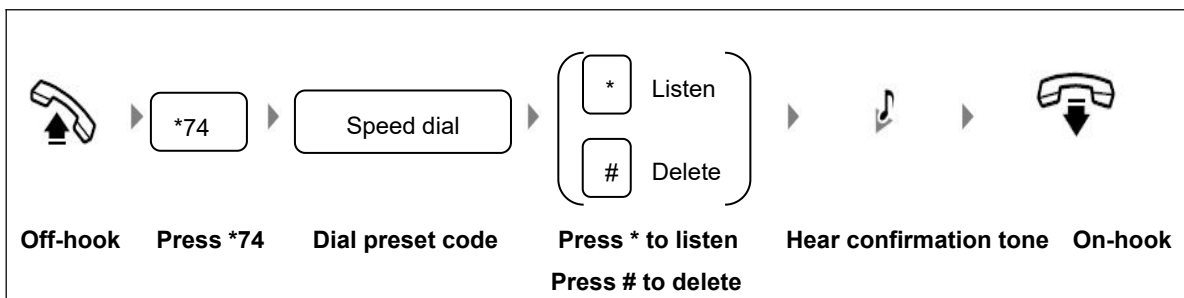 *74
Speed dial
* Listen
# Delete
Off-hook Press *74 Dial preset code Press * to listen Hear confirmation tone On-hook
Press # to delete